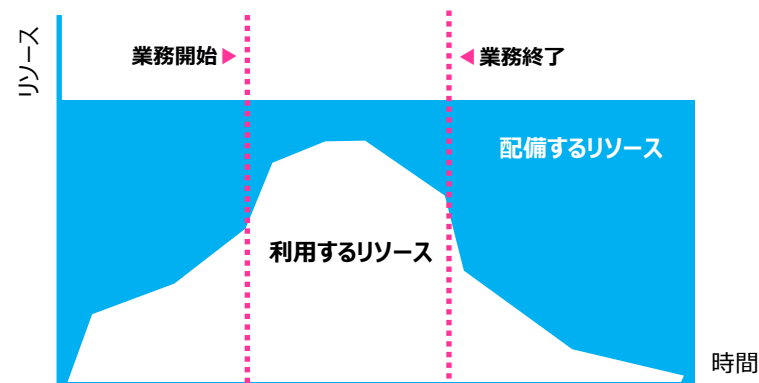 リソース
業務開始
業務終了
配備するリソース
利用するリソース
時間